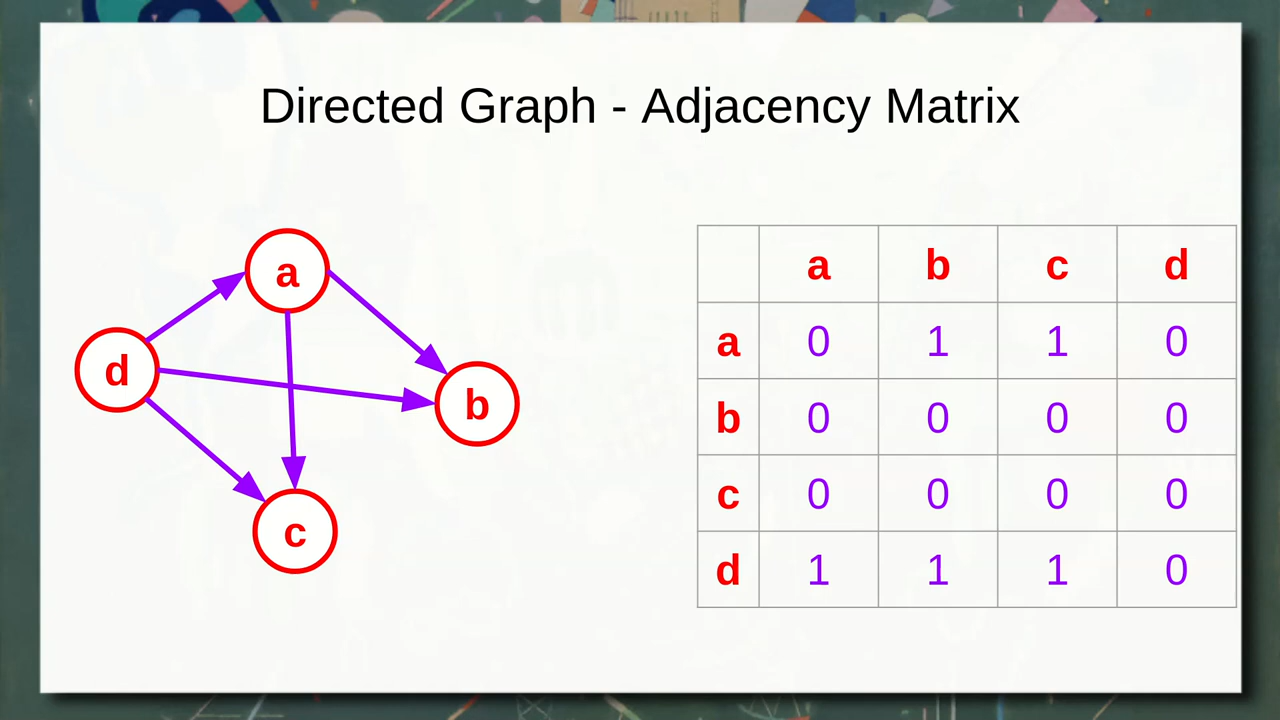 Directed Graph - Adjacency Matrix
a
d
b
c
a b c d
a 0 1 1 0
b 0 0 0 0
c 0 0 0 0
d 1 1 1 0